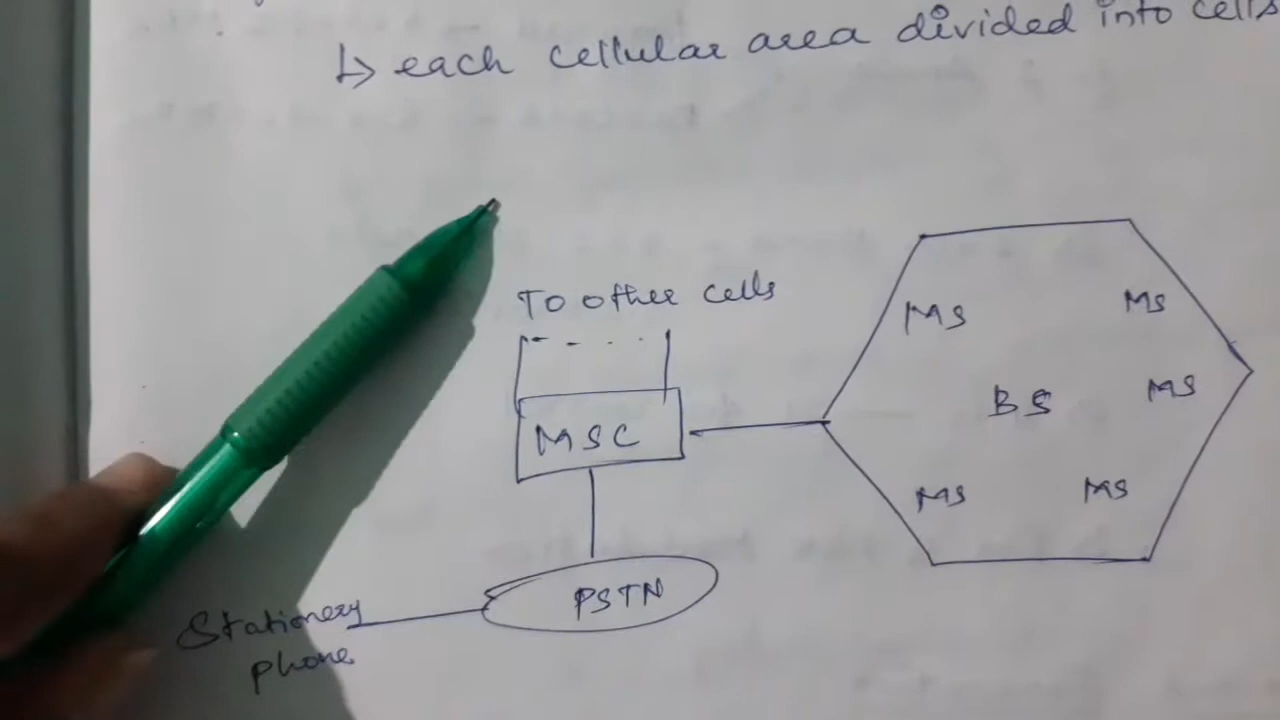 ↳ each cellular area divided into cells
To other cells
MS
MS
MSC
BS
MS
MS
MS
PSTN
Stationery
phone